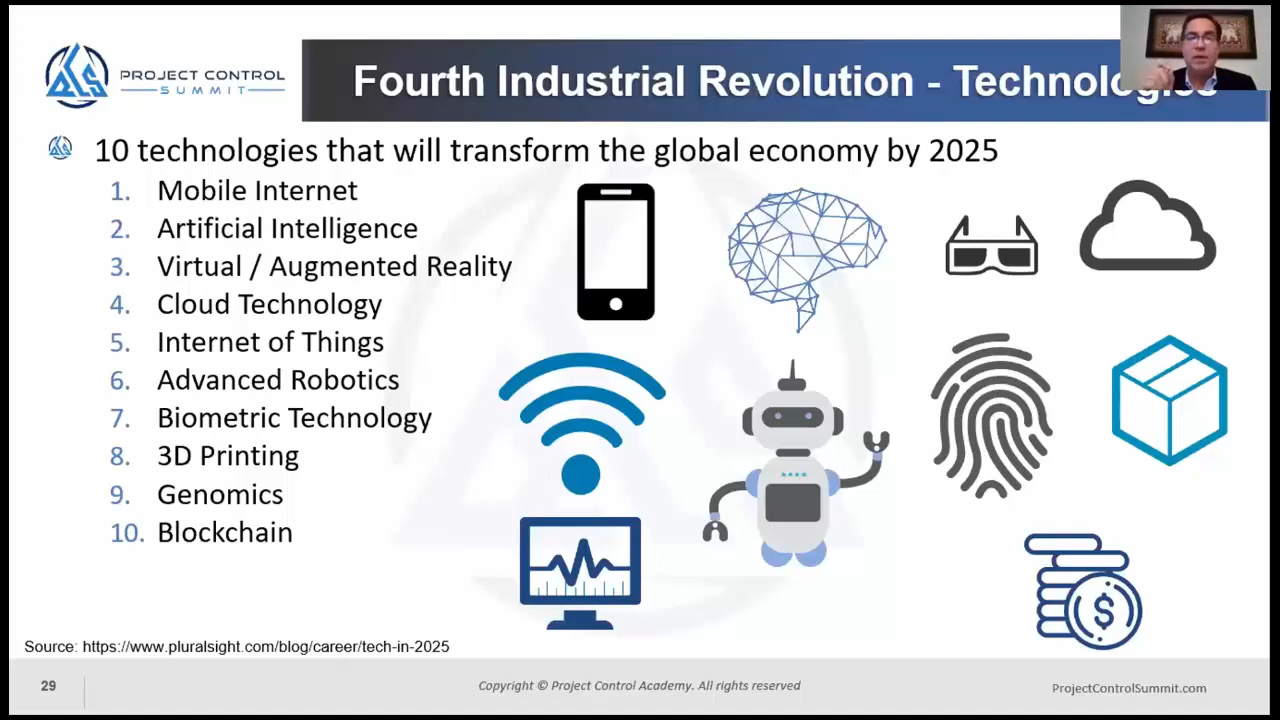 PROJECT CONTROL
SUMMIT
Fourth Industrial Revolution - Technologies
10 technologies that will transform the global economy by 2025
1. Mobile Internet
2. Artificial Intelligence
3. Virtual / Augmented Reality
4. Cloud Technology
5. Internet of Things
6. Advanced Robotics
7. Biometric Technology
8. 3D Printing
9. Genomics
10. Blockchain
$
Source: https://www.pluralsight.com/blog/career/tech-in-2025
29
Copyright © Project Control Academy. All rights reserved
ProjectControlSummit.com